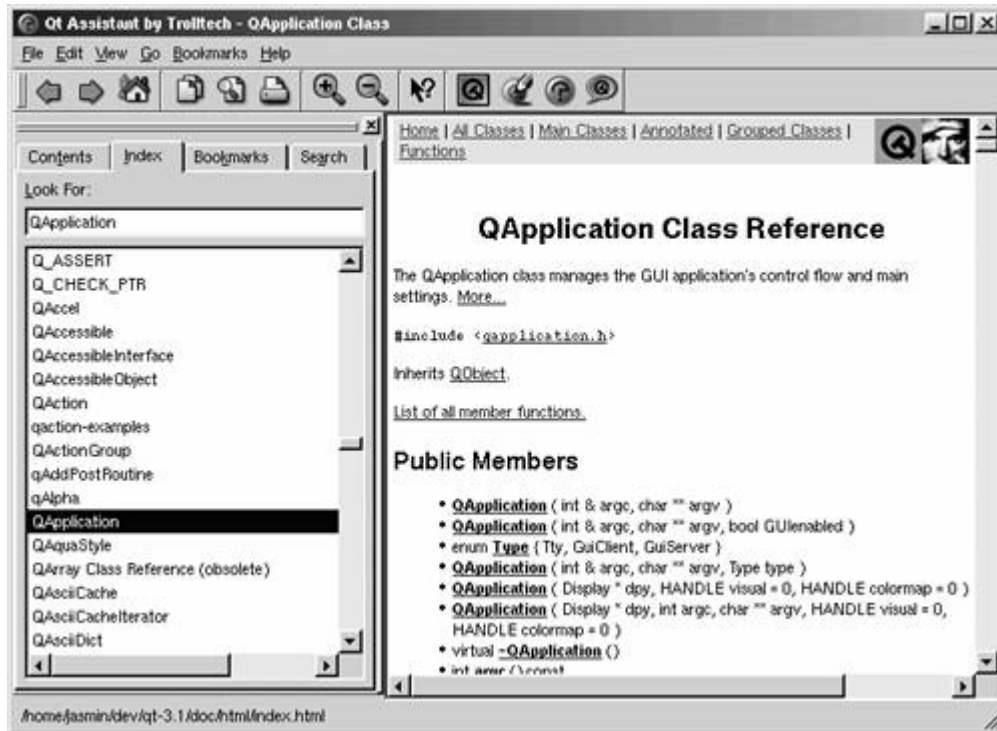 Qt Assistant by Trolltech - QApplication Class
File Edit View Go Bookmarks Help
Contents Index Bookmarks Search
Look For:
QApplication
Q_ASSERT
Q_CHECK_PTR
QAccel
QAccessible
QAccessibleInterface
QAccessibleObject
QAction
qaction-examples
QActionGroup
qAddPostRoutine
qAlpha
QApplication
QAquaStyle
QArray Class Reference (obsolete)
QAsciiCache
QAsciiCacheIterator
QAsciiDict
Home | All Classes | Main Classes | Annotated | Grouped Classes |
Functions
QApplication Class Reference
The QApplication class manages the GUI application's control flow and main
settings. More...
#include <qapplication.h>
Inherits QObject.
List of all member functions.
Public Members
• QApplication ( int & argc, char ** argv )
• QApplication ( int & argc, char ** argv, bool GUIenabled )
• enum Type { Tty, GuiClient, GuiServer }
• QApplication ( int & argc, char ** argv, Type type )
• QApplication ( Display * dpy, HANDLE visual = 0, HANDLE colormap = 0 )
• QApplication ( Display * dpy, int argc, char ** argv, HANDLE visual = 0,
HANDLE colormap = 0 )
• virtual ~QApplication ()
• int argc () const
/home/jasmin/dev/qt-3.1/doc/html/index.html